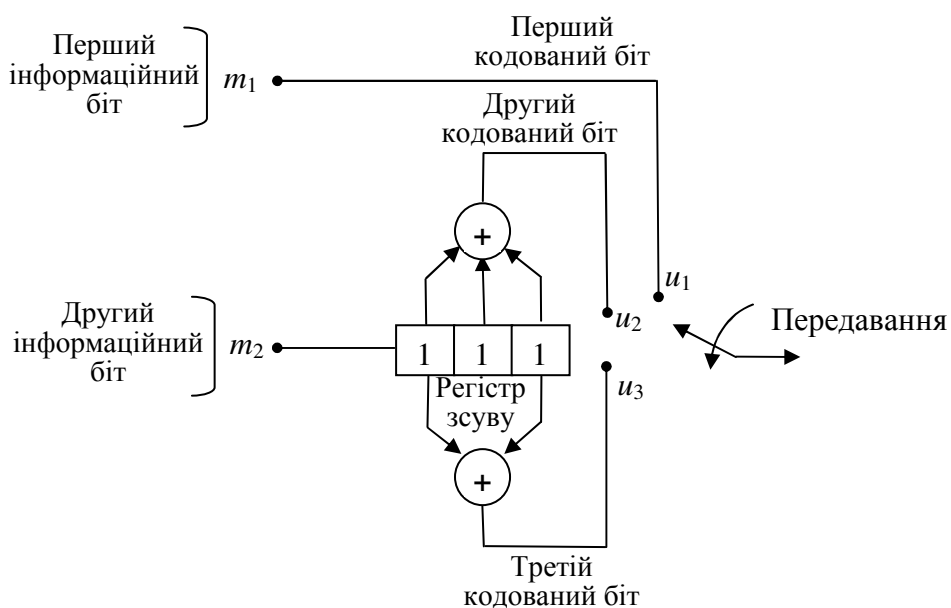 Перший
інформаційний
біт
m1
Перший
кодований біт
Другий
кодований біт
+
u1
u2
Другий
інформаційний
біт
m2
1 1 1
Регістр
зсуву
u3
Передавання
+
Третій
кодований біт